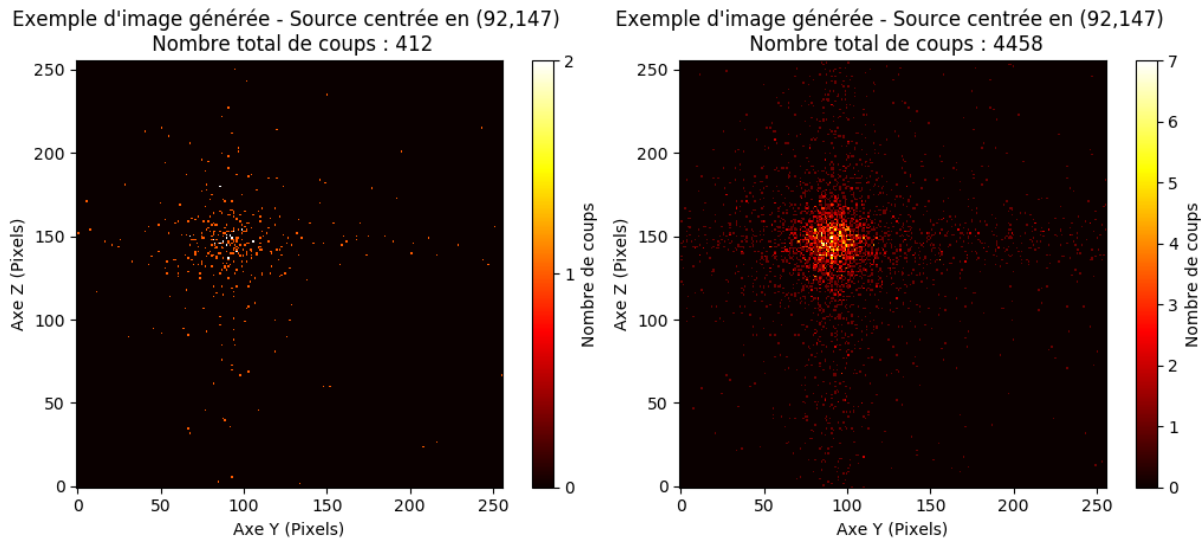 Exemple d'image générée - Source centrée en (92,147)
Nombre total de coups : 412
250
200
150
100
50
0
0 50 100 150 200 250
Axe Z (Pixels)
Axe Y (Pixels)
2
1
0
Nombre de coups
Exemple d'image générée - Source centrée en (92,147)
Nombre total de coups : 4458
250
200
150
100
50
0
0 50 100 150 200 250
Axe Z (Pixels)
Axe Y (Pixels)
7
6
5
4
3
2
1
0
Nombre de coups